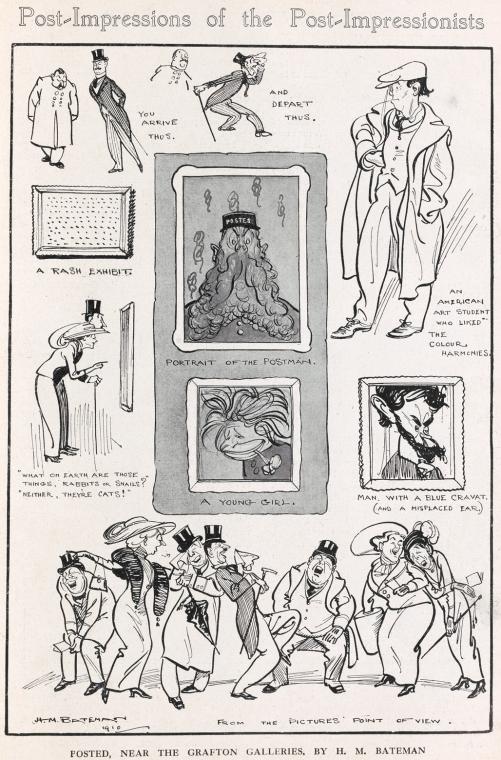 Post-Impressions of the Post-Impressionists
YOU
ARRIVE
THUS.
AND
DEPART
THUS.
A RASH EXHIBIT.
POSTES
PORTRAIT OF THE POSTMAN.
AN
AMERICAN
ART STUDENT
WHO LIKED
THE
COLOUR
HARMONIES.
"WHAT ON EARTH ARE THOSE
THINGS, RABBITS OR SNAILS?"
"NEITHER, THEYRE CATS!"
A YOUNG GIRL.
MAN, WITH A BLUE CRAVAT.
(AND A MISPLACED EAR)
H.M. BATEMAN
1910
FROM THE PICTURES' POINT OF VIEW.
POSTED, NEAR THE GRAFTON GALLERIES, BY H. M. BATEMAN